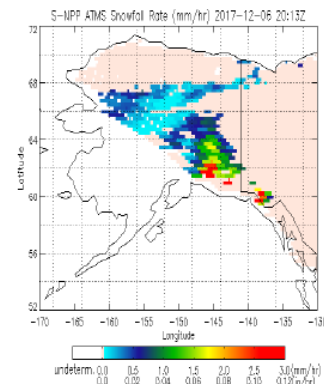 S-NPP ATMS Snowfall Rate (mm/hr) 2017-12-06 20:13Z
72
68
64
60
56
52
Latitude
-170 -165 -160 -155 -150 -145 -140 -135 -130
Longitude
undeterm. 0.0 0.5 1.0 1.5 2.0 2.5 3.0(mm/hr)
0.0 0.02 0.04 0.06 0.08 0.10 0.12(in/hr)